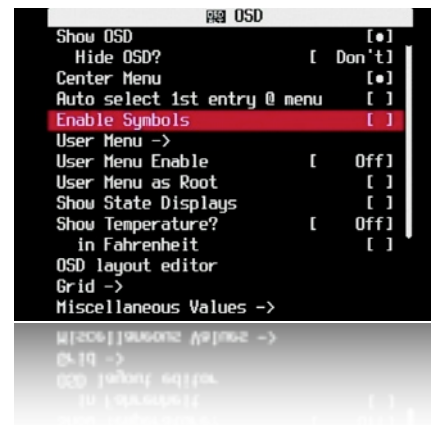 OSD
Show OSD [•]
Hide OSD? [ Don't]
Center Menu [•]
Auto select 1st entry @ menu [ ]
Enable Symbols [ ]
User Menu ->
User Menu Enable [ Off]
User Menu as Root [ ]
Show State Displays [ ]
Show Temperature? [ Off]
in Fahrenheit [ ]
OSD layout editor
Grid ->
Miscellaneous Values ->